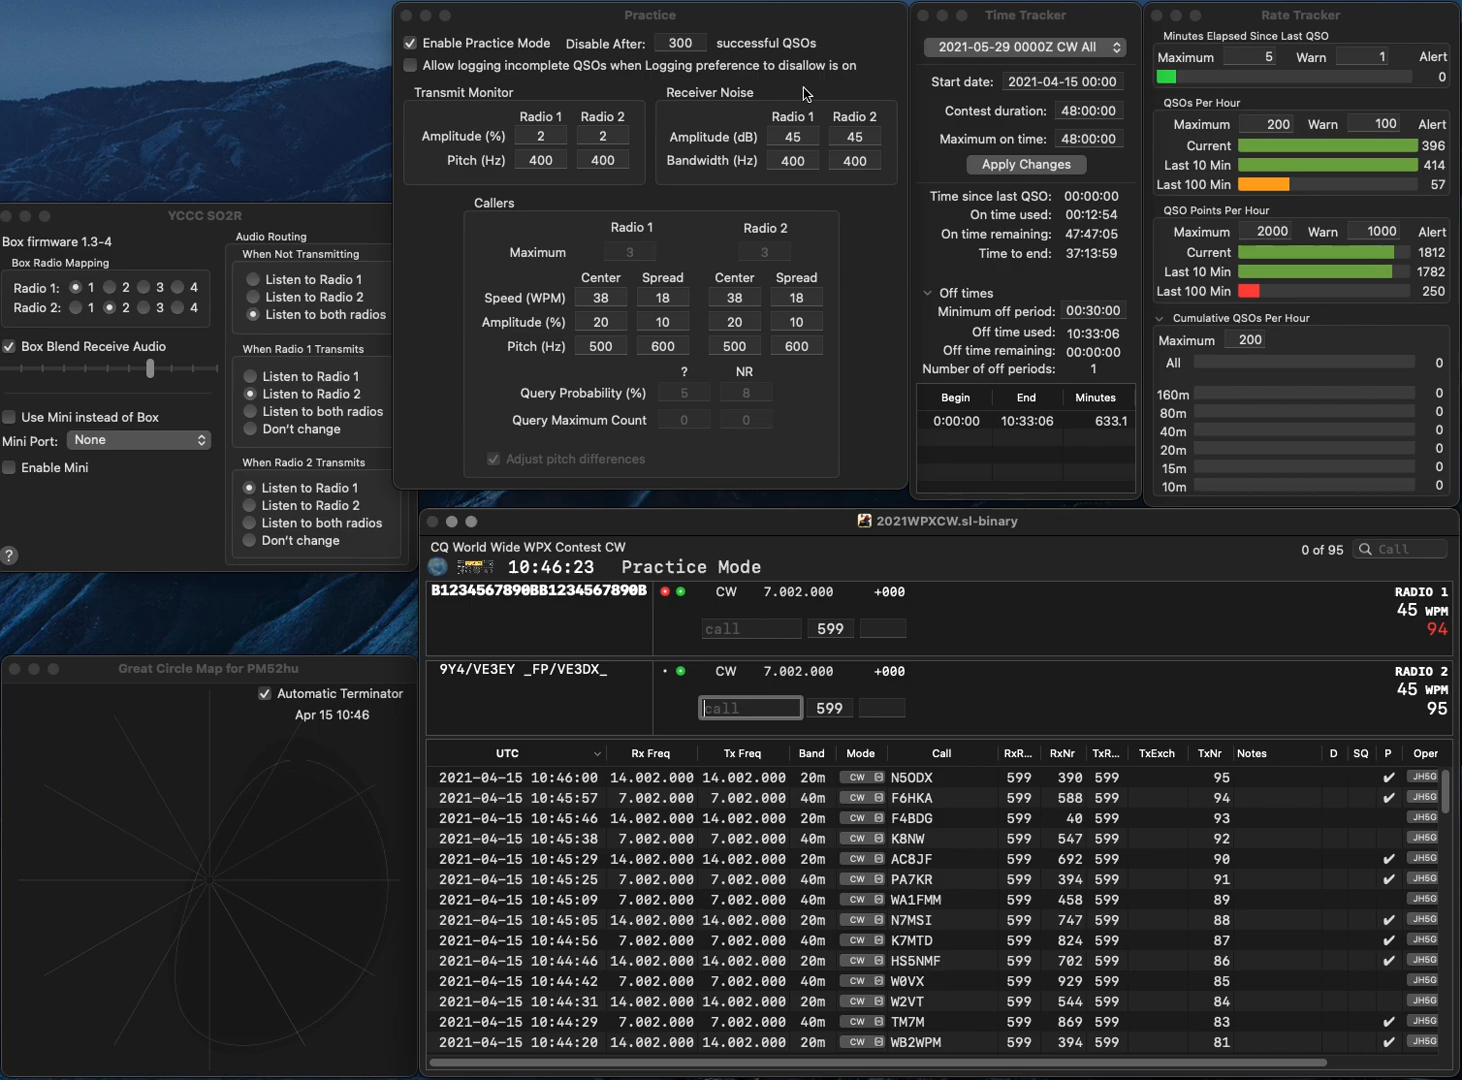 Practice
Enable Practice Mode Disable After: 300 successful QSOs
Allow logging incomplete QSOs when Logging preference to disallow is on
Transmit Monitor
Radio 1 Radio 2
Amplitude (%) 2 2
Pitch (Hz) 400 400
Receiver Noise
Radio 1 Radio 2
Amplitude (dB) 45 45
Bandwidth (Hz) 400 400
Callers
Radio 1 Radio 2
Maximum 3 3
Center Spread Center Spread
Speed (WPM) 38 18 38 18
Amplitude (%) 20 10 20 10
Pitch (Hz) 500 600 500 600
? NR
Query Probability (%) 5 8
Query Maximum Count 0 0
Adjust pitch differences
Time Tracker
2021-05-29 0000Z CW All
Start date: 2021-04-15 00:00
Contest duration: 48:00:00
Maximum on time: 48:00:00
Apply Changes
Time since last QSO: 00:00:00
On time used: 00:12:54
On time remaining: 47:47:05
Time to end: 37:13:59
Off times
Minimum off period: 00:30:00
Off time used: 10:33:06
Off time remaining: 00:00:00
Number of off periods: 1
Begin End Minutes
0:00:00 10:33:06 633.1
Rate Tracker
Minutes Elapsed Since Last QSO
Maximum 5 Warn 1 Alert
0
QSOs Per Hour
Maximum 200 Warn 100 Alert
Current 396
Last 10 Min 414
Last 100 Min 57
QSO Points Per Hour
Maximum 2000 Warn 1000 Alert
Current 1812
Last 10 Min 1782
Last 100 Min 250
Cumulative QSOs Per Hour
Maximum 200
All 0
160m 0
80m 0
40m 0
20m 0
15m 0
10m 0
YCCC SO2R
Box firmware 1.3-4
Box Radio Mapping
Radio 1: 1 2 3 4
Radio 2: 1 2 3 4
Box Blend Receive Audio
Use Mini instead of Box
Mini Port: None
Enable Mini
?
Audio Routing
When Not Transmitting
Listen to Radio 1
Listen to Radio 2
Listen to both radios
When Radio 1 Transmits
Listen to Radio 1
Listen to Radio 2
Listen to both radios
Don't change
When Radio 2 Transmits
Listen to Radio 1
Listen to Radio 2
Listen to both radios
Don't change
Great Circle Map for PM52hu
Automatic Terminator
Apr 15 10:46
2021WPXCW.sl-binary
CQ World Wide WPX Contest CW
0 of 95 Call
10:46:23 Practice Mode
B1234567890BB1234567890B CW 7.002.000 +000 RADIO 1
45 WPM
call 599 94
9Y4/VE3EY _FP/VE3DX_ CW 7.002.000 +000 RADIO 2
45 WPM
call 599 95
UTC Rx Freq Tx Freq Band Mode Call RxR... RxNr TxR... TxExch TxNr Notes D SQ P Oper
2021-04-15 10:46:00 14.002.000 14.002.000 20m CW N5ODX 599 390 599 95 ✔ JH5G
2021-04-15 10:45:57 7.002.000 7.002.000 40m CW F6HKA 599 588 599 94 ✔ JH5G
2021-04-15 10:45:46 14.002.000 14.002.000 20m CW F4BDG 599 40 599 93 JH5G
2021-04-15 10:45:38 7.002.000 7.002.000 40m CW K8NW 599 547 599 92 JH5G
2021-04-15 10:45:29 14.002.000 14.002.000 20m CW AC8JF 599 692 599 90 ✔ JH5G
2021-04-15 10:45:25 7.002.000 7.002.000 40m CW PA7KR 599 394 599 91 ✔ JH5G
2021-04-15 10:45:09 7.002.000 7.002.000 40m CW WA1FMM 599 458 599 89 JH5G
2021-04-15 10:45:05 14.002.000 14.002.000 20m CW N7MSI 599 747 599 88 ✔ JH5G
2021-04-15 10:44:56 7.002.000 7.002.000 40m CW K7MTD 599 824 599 87 ✔ JH5G
2021-04-15 10:44:46 14.002.000 14.002.000 20m CW HS5NMF 599 702 599 86 ✔ JH5G
2021-04-15 10:44:42 7.002.000 7.002.000 40m CW W0VX 599 929 599 85 JH5G
2021-04-15 10:44:31 14.002.000 14.002.000 20m CW W2VT 599 544 599 84 JH5G
2021-04-15 10:44:29 7.002.000 7.002.000 40m CW TM7M 599 869 599 83 ✔ JH5G
2021-04-15 10:44:20 14.002.000 14.002.000 20m CW WB2WPM 599 394 599 81 ✔ JH5G